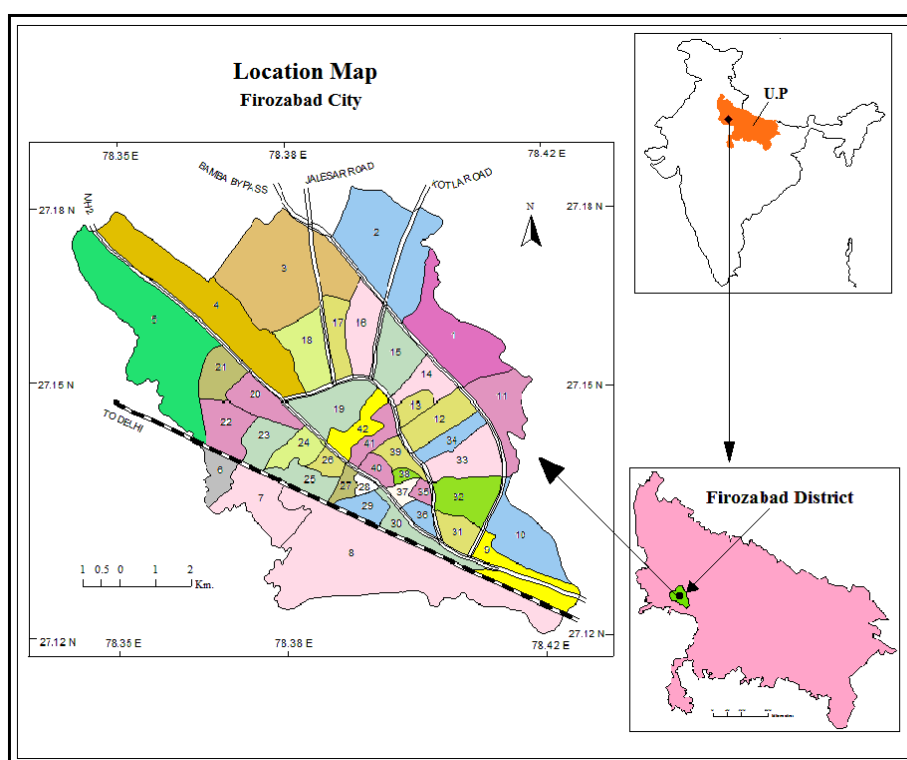 Location Map
Firozabad City
U.P
78.35 E
78.38 E
78.42 E
BAMBA BYPASS
JALESAR ROAD
KOTLA ROAD
27.18 N
NH2
N
27.18 N
2
3
4
5
17
16
1
18
15
27.15 N
27.15 N
21
14
11
20
13
19
12
TO DELHI
22
42
34
23
24
41
39
33
26
40
6
38
25
27
28
37
35
32
7
29
36
30
31
10
9
8
1 0.5 0 1 2
Km.
27.12 N
27.12 N
78.35 E
78.38 E
78.42 E
Firozabad District